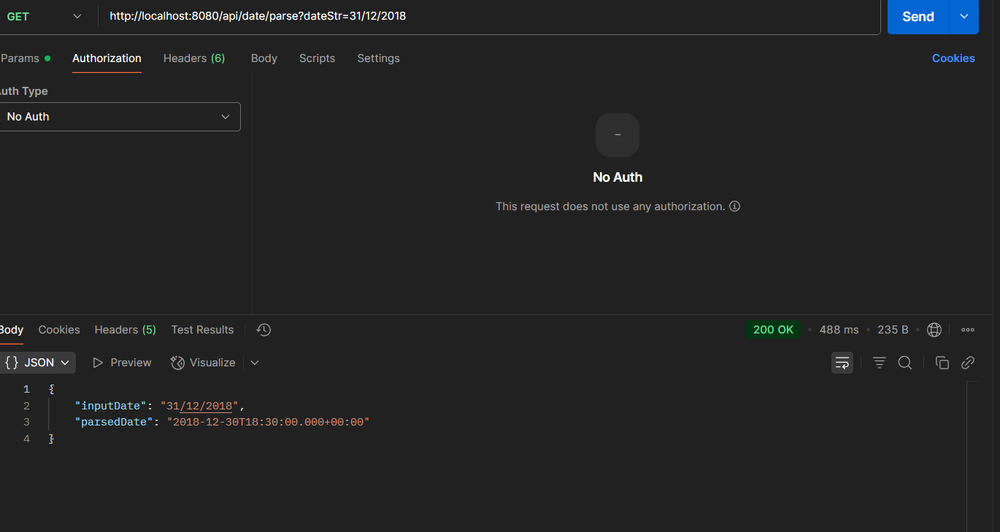 GET http://localhost:8080/api/date/parse?dateStr=31/12/2018 Send
Params Authorization Headers (6) Body Scripts Settings Cookies
uth Type
No Auth
No Auth
This request does not use any authorization.
Body Cookies Headers (5) Test Results 200 OK • 488 ms • 235 B
{} JSON Preview Visualize
1 {
2 "inputDate": "31/12/2018",
3 "parsedDate": "2018-12-30T18:30:00.000+00:00"
4 }